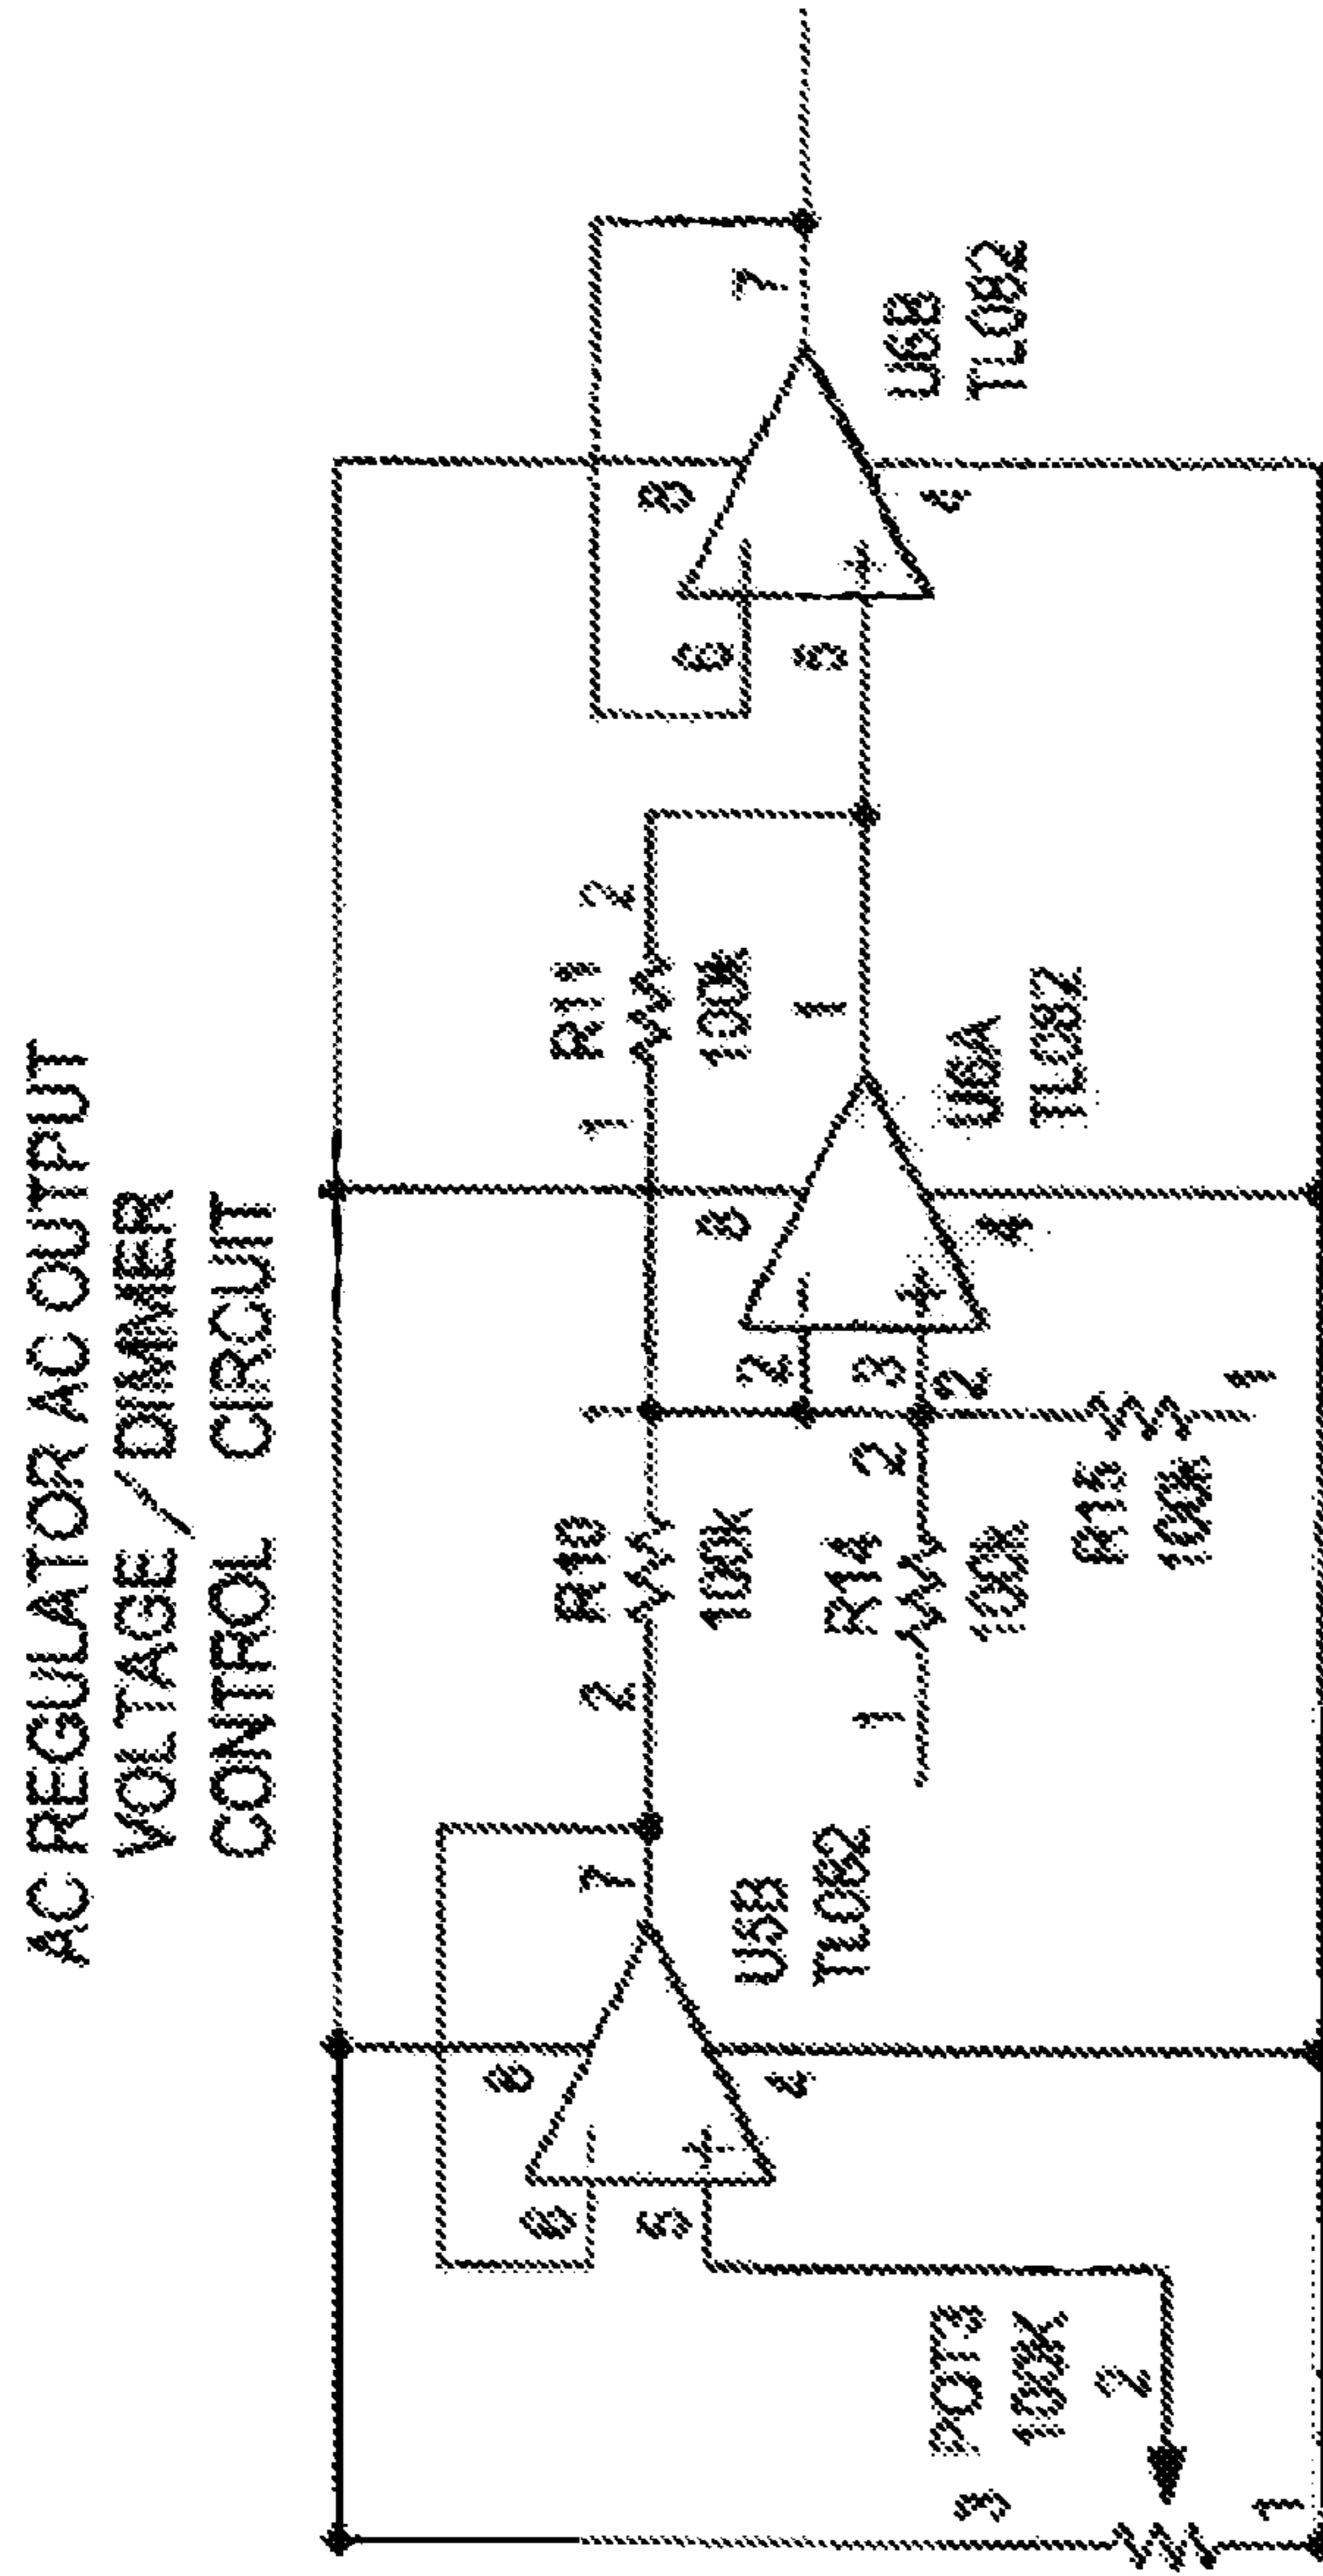 AC REGULATOR AC OUTPUT
VOLTAGE / DIMMER
CONTROL CIRCUIT
POT3
100K
3
2
1
6
5
8
4
7
U5B
TL082
2
R10
100k
1
R14
100k
2
R15
100k
2
1
2
3
8
4
1
U6A
TL082
1
R11
100k
2
6
5
8
4
7
U6B
TL082